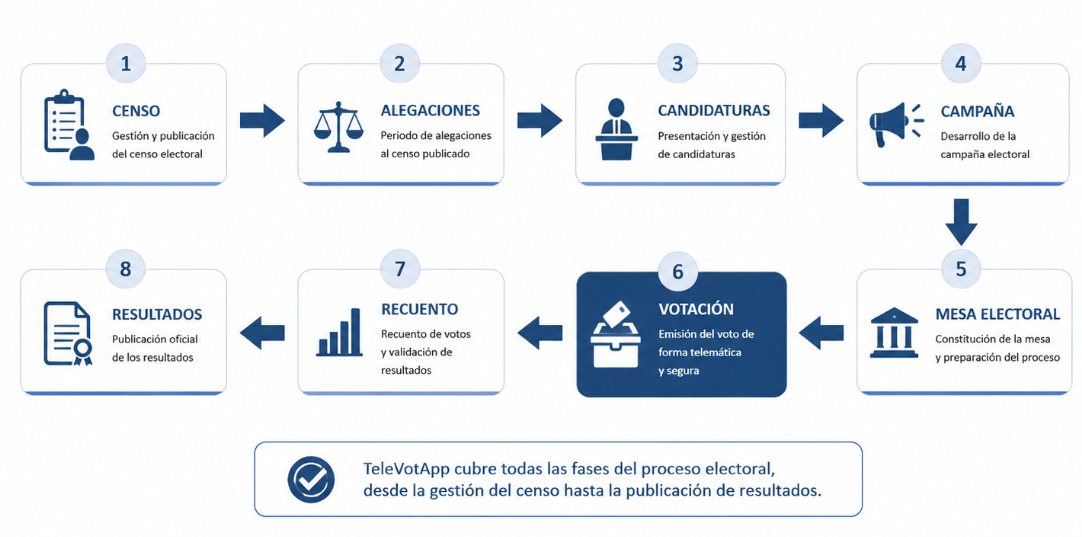 1
CENSO
Gestión y publicación
del censo electoral
2
ALEGACIONES
Periodo de alegaciones
al censo publicado
3
CANDIDATURAS
Presentación y gestión
de candidaturas
4
CAMPAÑA
Desarrollo de la
campaña electoral
5
MESA ELECTORAL
Constitución de la mesa
y preparación del proceso
6
VOTACIÓN
Emisión del voto de
forma telemática
y segura
7
RECUENTO
Recuento de votos
y validación de
resultados
8
RESULTADOS
Publicación oficial
de los resultados
TeleVotApp cubre todas las fases del proceso electoral,
desde la gestión del censo hasta la publicación de resultados.